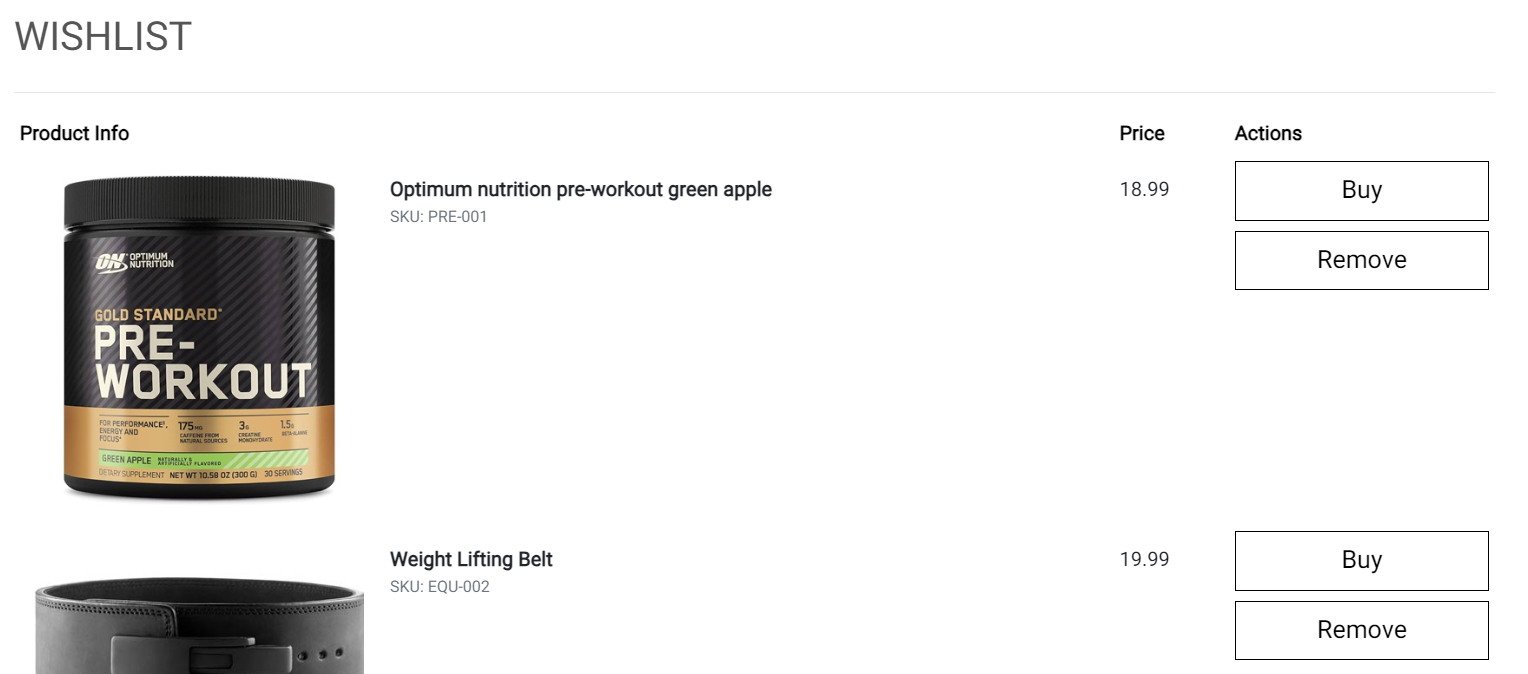 WISHLIST
Product Info Price Actions
Optimum nutrition pre-workout green apple 18.99 Buy
SKU: PRE-001
Remove
ON OPTIMUM
NUTRITION
GOLD STANDARD
PRE-
WORKOUT
FOR PERFORMANCE†,
ENERGY AND
FOCUS*
175MG
CAFFEINE FROM
NATURAL SOURCES
3G
CREATINE
MONOHYDRATE
1.5G
BETA-ALANINE
GREEN APPLE NATURALLY &
ARTIFICIALLY FLAVORED
DIETARY SUPPLEMENT NET WT 10.58 OZ (300 G) 30 SERVINGS
Weight Lifting Belt 19.99 Buy
SKU: EQU-002
Remove